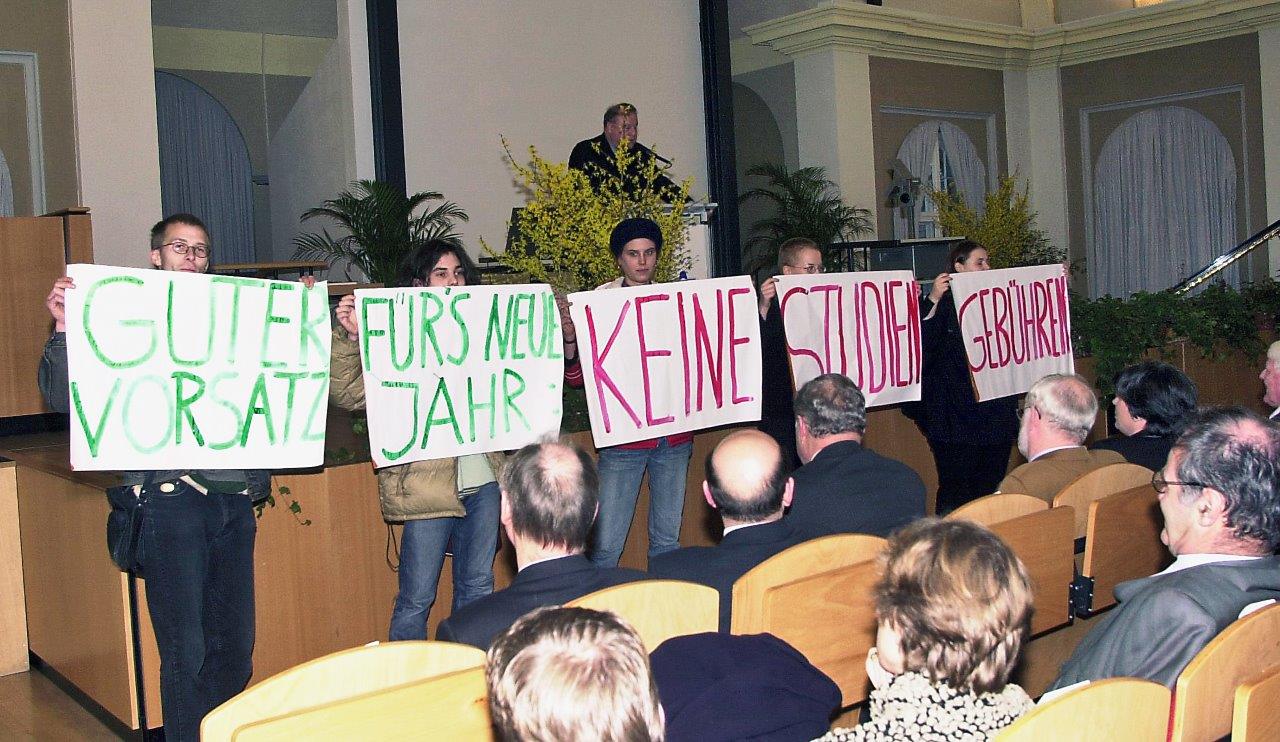 GUTER
VORSATZ
FÜR'S NEUE
JAHR:
KEINE
STUDIEN
GEBÜHREN